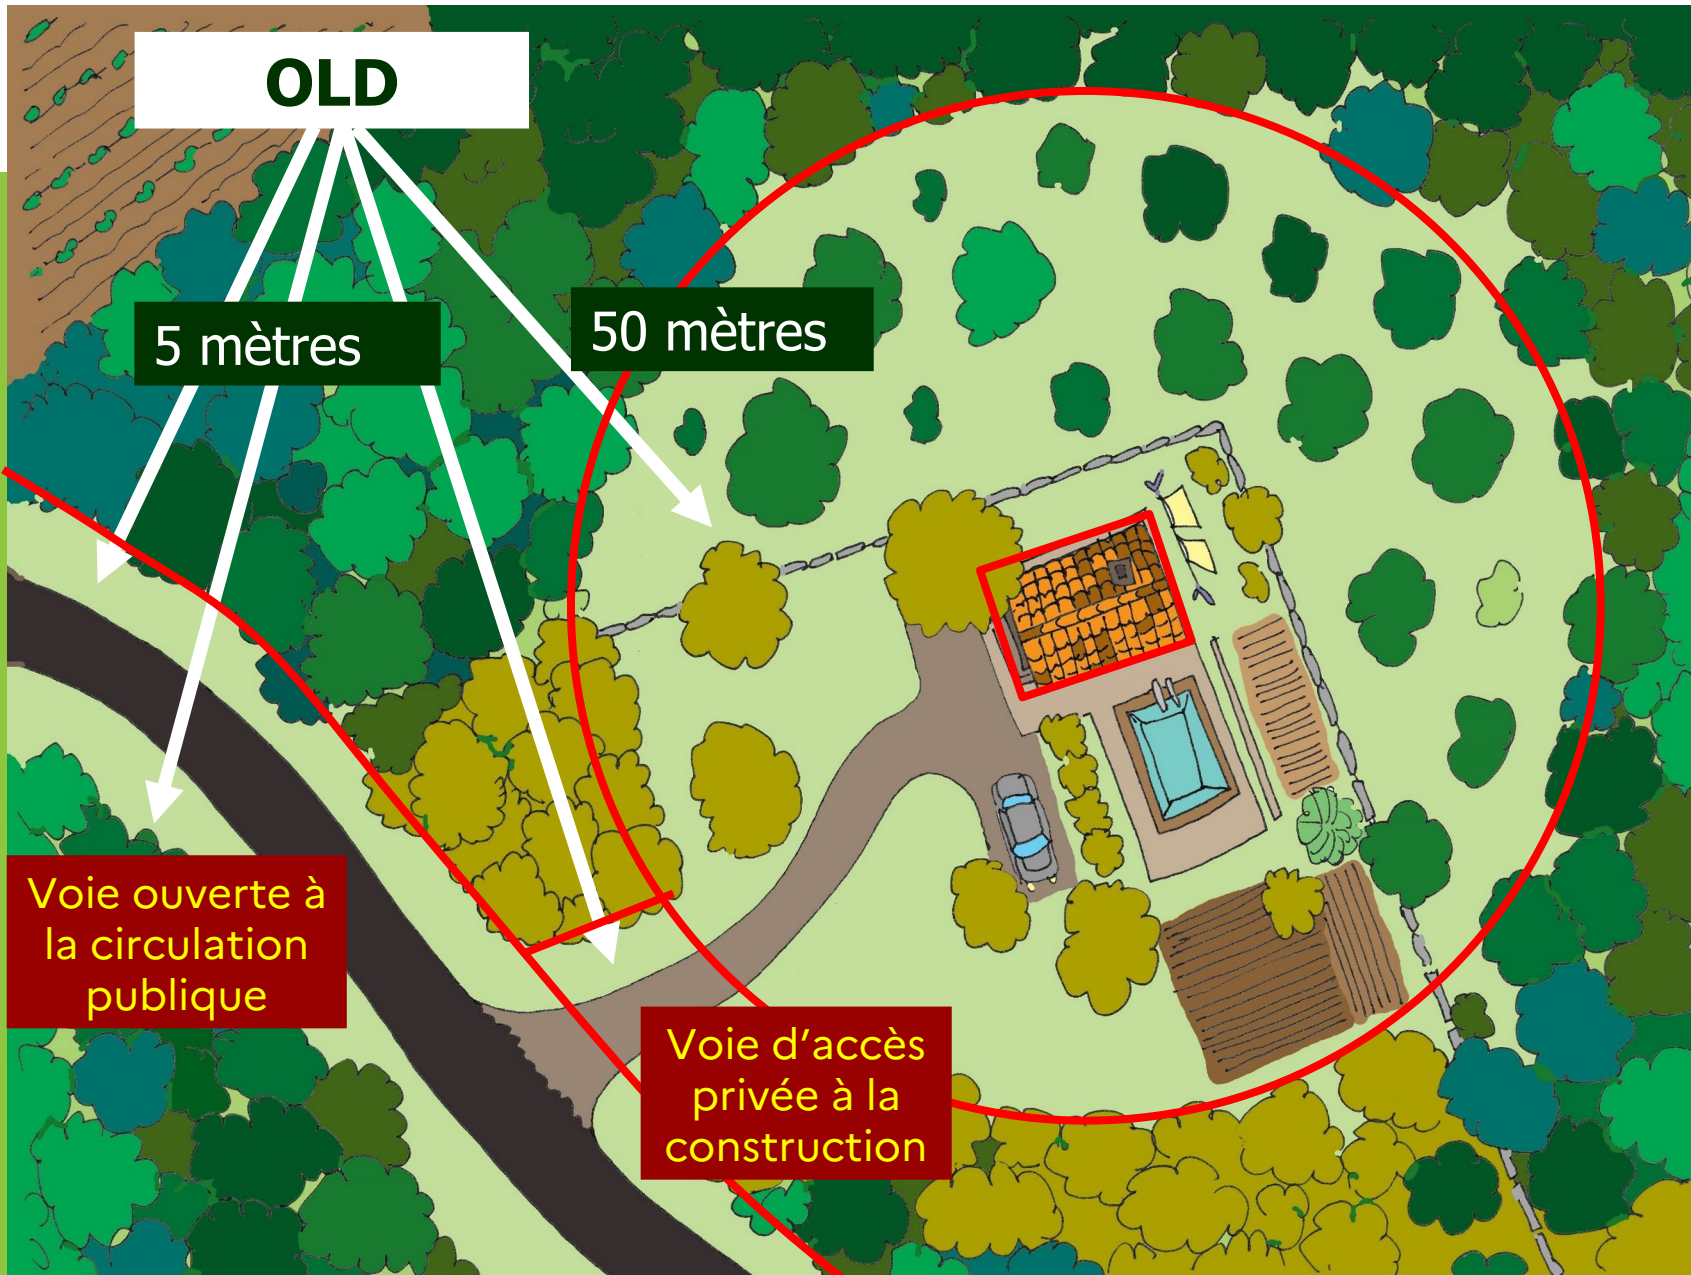 OLD
5 mètres
50 mètres
Voie ouverte à
la circulation
publique
Voie d’accès
privée à la
construction